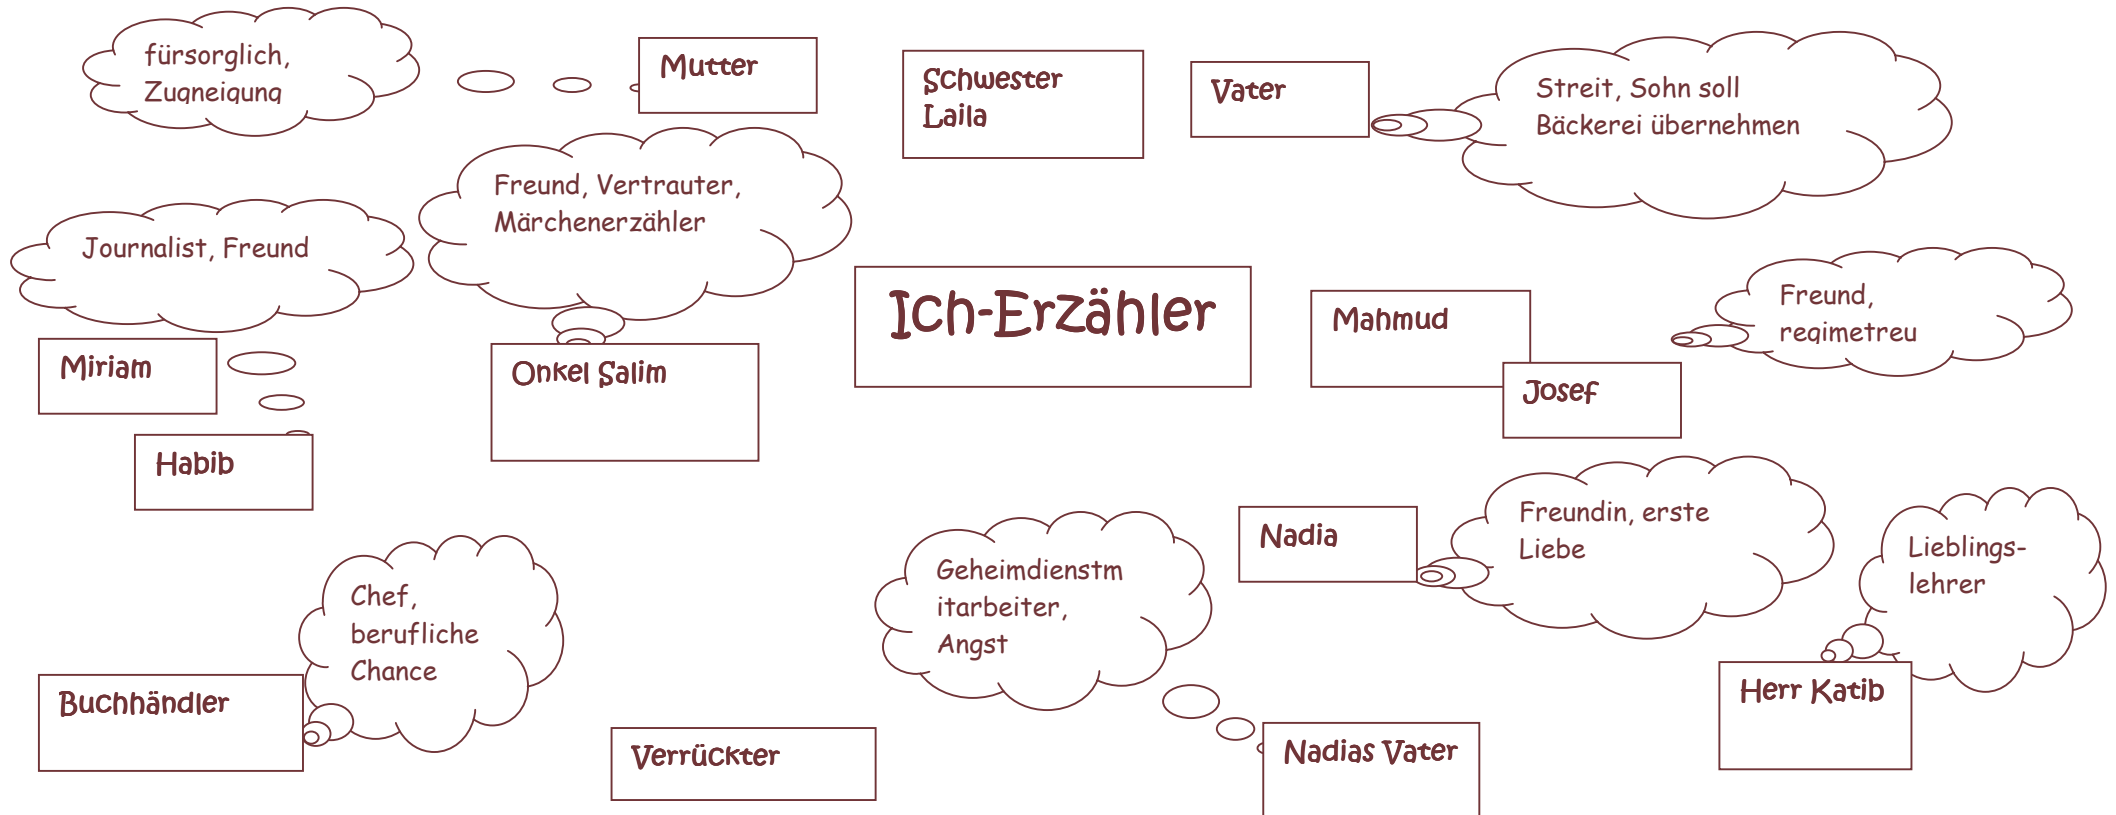 fürsorglich,
Zugneigung
Mutter
Schwester
Laila
Vater
Streit, Sohn soll
Bäckerei übernehmen
Freund, Vertrauter,
Märchenerzähler
Journalist, Freund
Ich-Erzähler
Mahmud
Freund,
regimetreu
Miriam
Onkel Salim
Josef
Habib
Nadia
Freundin, erste
Liebe
Lieblings-
lehrer
Geheimdienstm
itarbeiter,
Angst
Chef,
berufliche
Chance
Buchhändler
Verrückter
Nadias Vater
Herr Katib